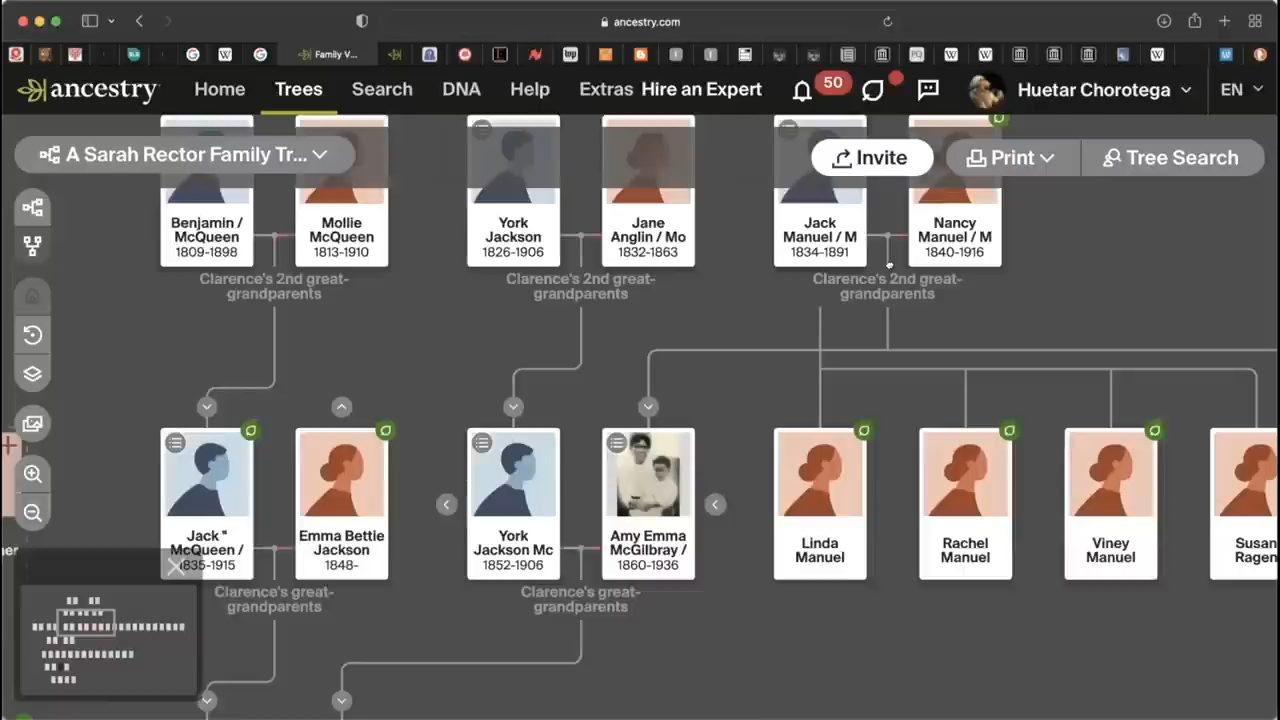 ancestry.com
Family V...
ancestry
Home
Trees
Search
DNA
Help
Extras
Hire an Expert
50
Huetar Chorotega
EN
A Sarah Rector Family Tr...
Invite
Print
Tree Search
Benjamin /
McQueen
1809-1898
Mollie
McQueen
1813-1910
York
Jackson
1826-1906
Jane
Anglin / Mo
1832-1863
Jack
Manuel / M
1834-1891
Nancy
Manuel / M
1840-1916
Clarence's 2nd great-
grandparents
Clarence's 2nd great-
grandparents
Clarence's 2nd great-
grandparents
Jack "
McQueen /
1835-1915
Emma Bettie
Jackson
1848-
York
Jackson Mc
1852-1906
Amy Emma
McGilbray /
1860-1936
Linda
Manuel
Rachel
Manuel
Viney
Manuel
Susan
Ragen
Clarence's great-
grandparents
Clarence's great-
grandparents